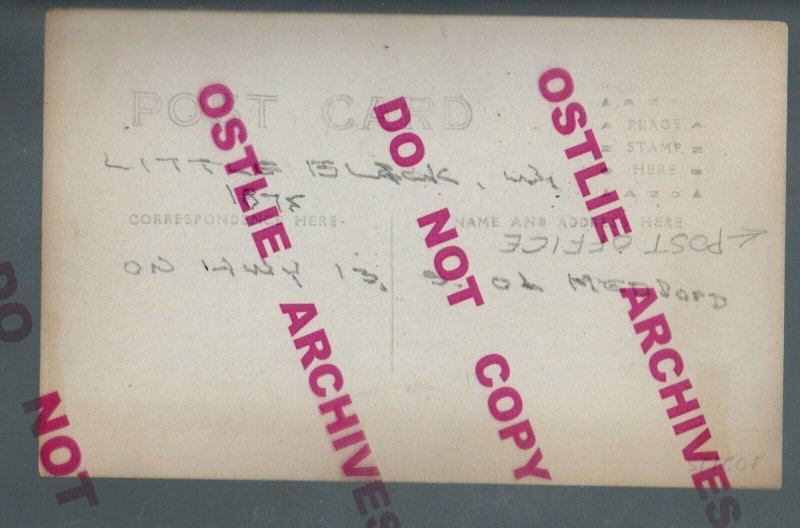 POST CARD
PLACE
STAMP
HERE
LITTLE BLACK, WI
CORRESPONDENCE HERE
NAME AND ADDRESS HERE
<- POST OFFICE
ON HWY 13, S. OF MEDFORD
OSTLIE ARCHIVES
DO NOT COPY
OSTLIE ARCHIVES
DO NOT